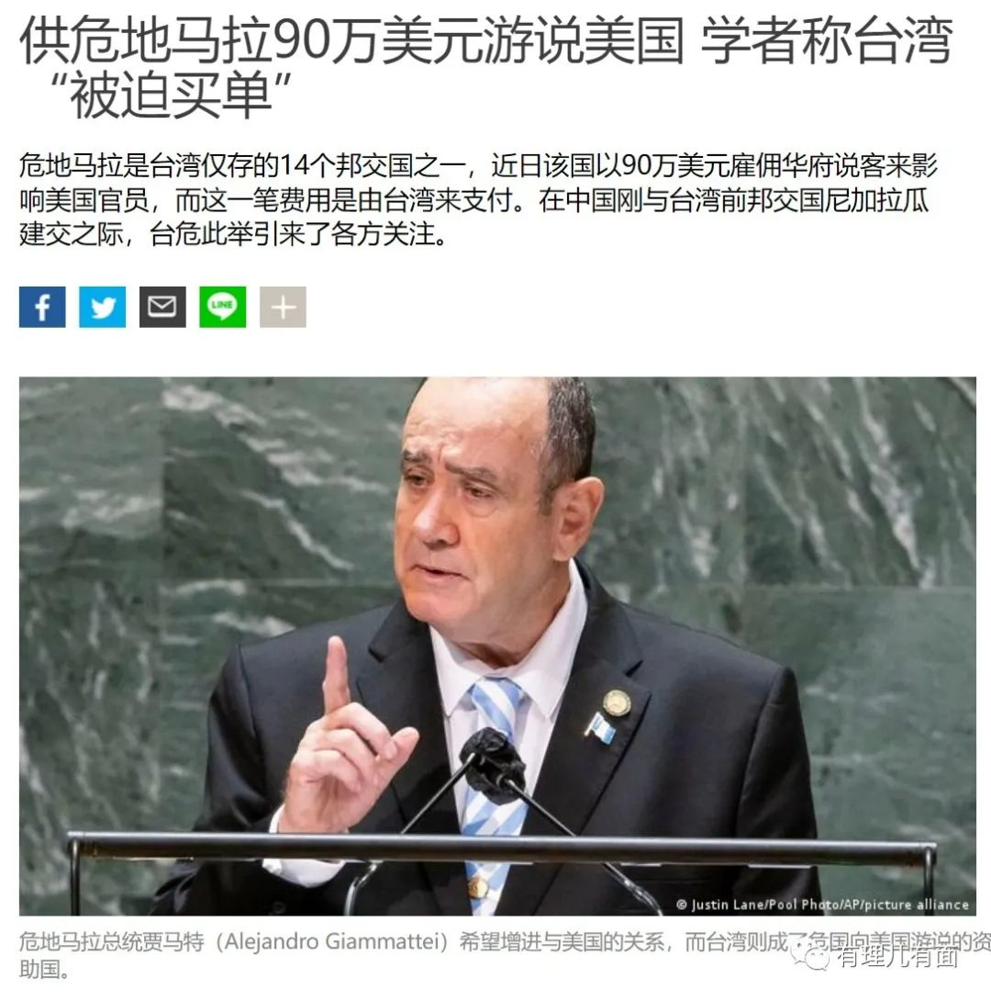 供危地马拉90万美元游说美国 学者称台湾
“被迫买单”
危地马拉是台湾仅存的14个邦交国之一，近日该国以90万美元雇佣华府说客来影
响美国官员，而这一笔费用是由台湾来支付。在中国刚与台湾前邦交国尼加拉瓜
建交之际，台危此举引来了各方关注。
LINE
© Justin Lane/Pool Photo/AP/picture alliance
危地马拉总统贾马特（Alejandro Giammattei）希望增进与美国的关系，而台湾则成了危国向美国游说的资
助国。
有理儿有面